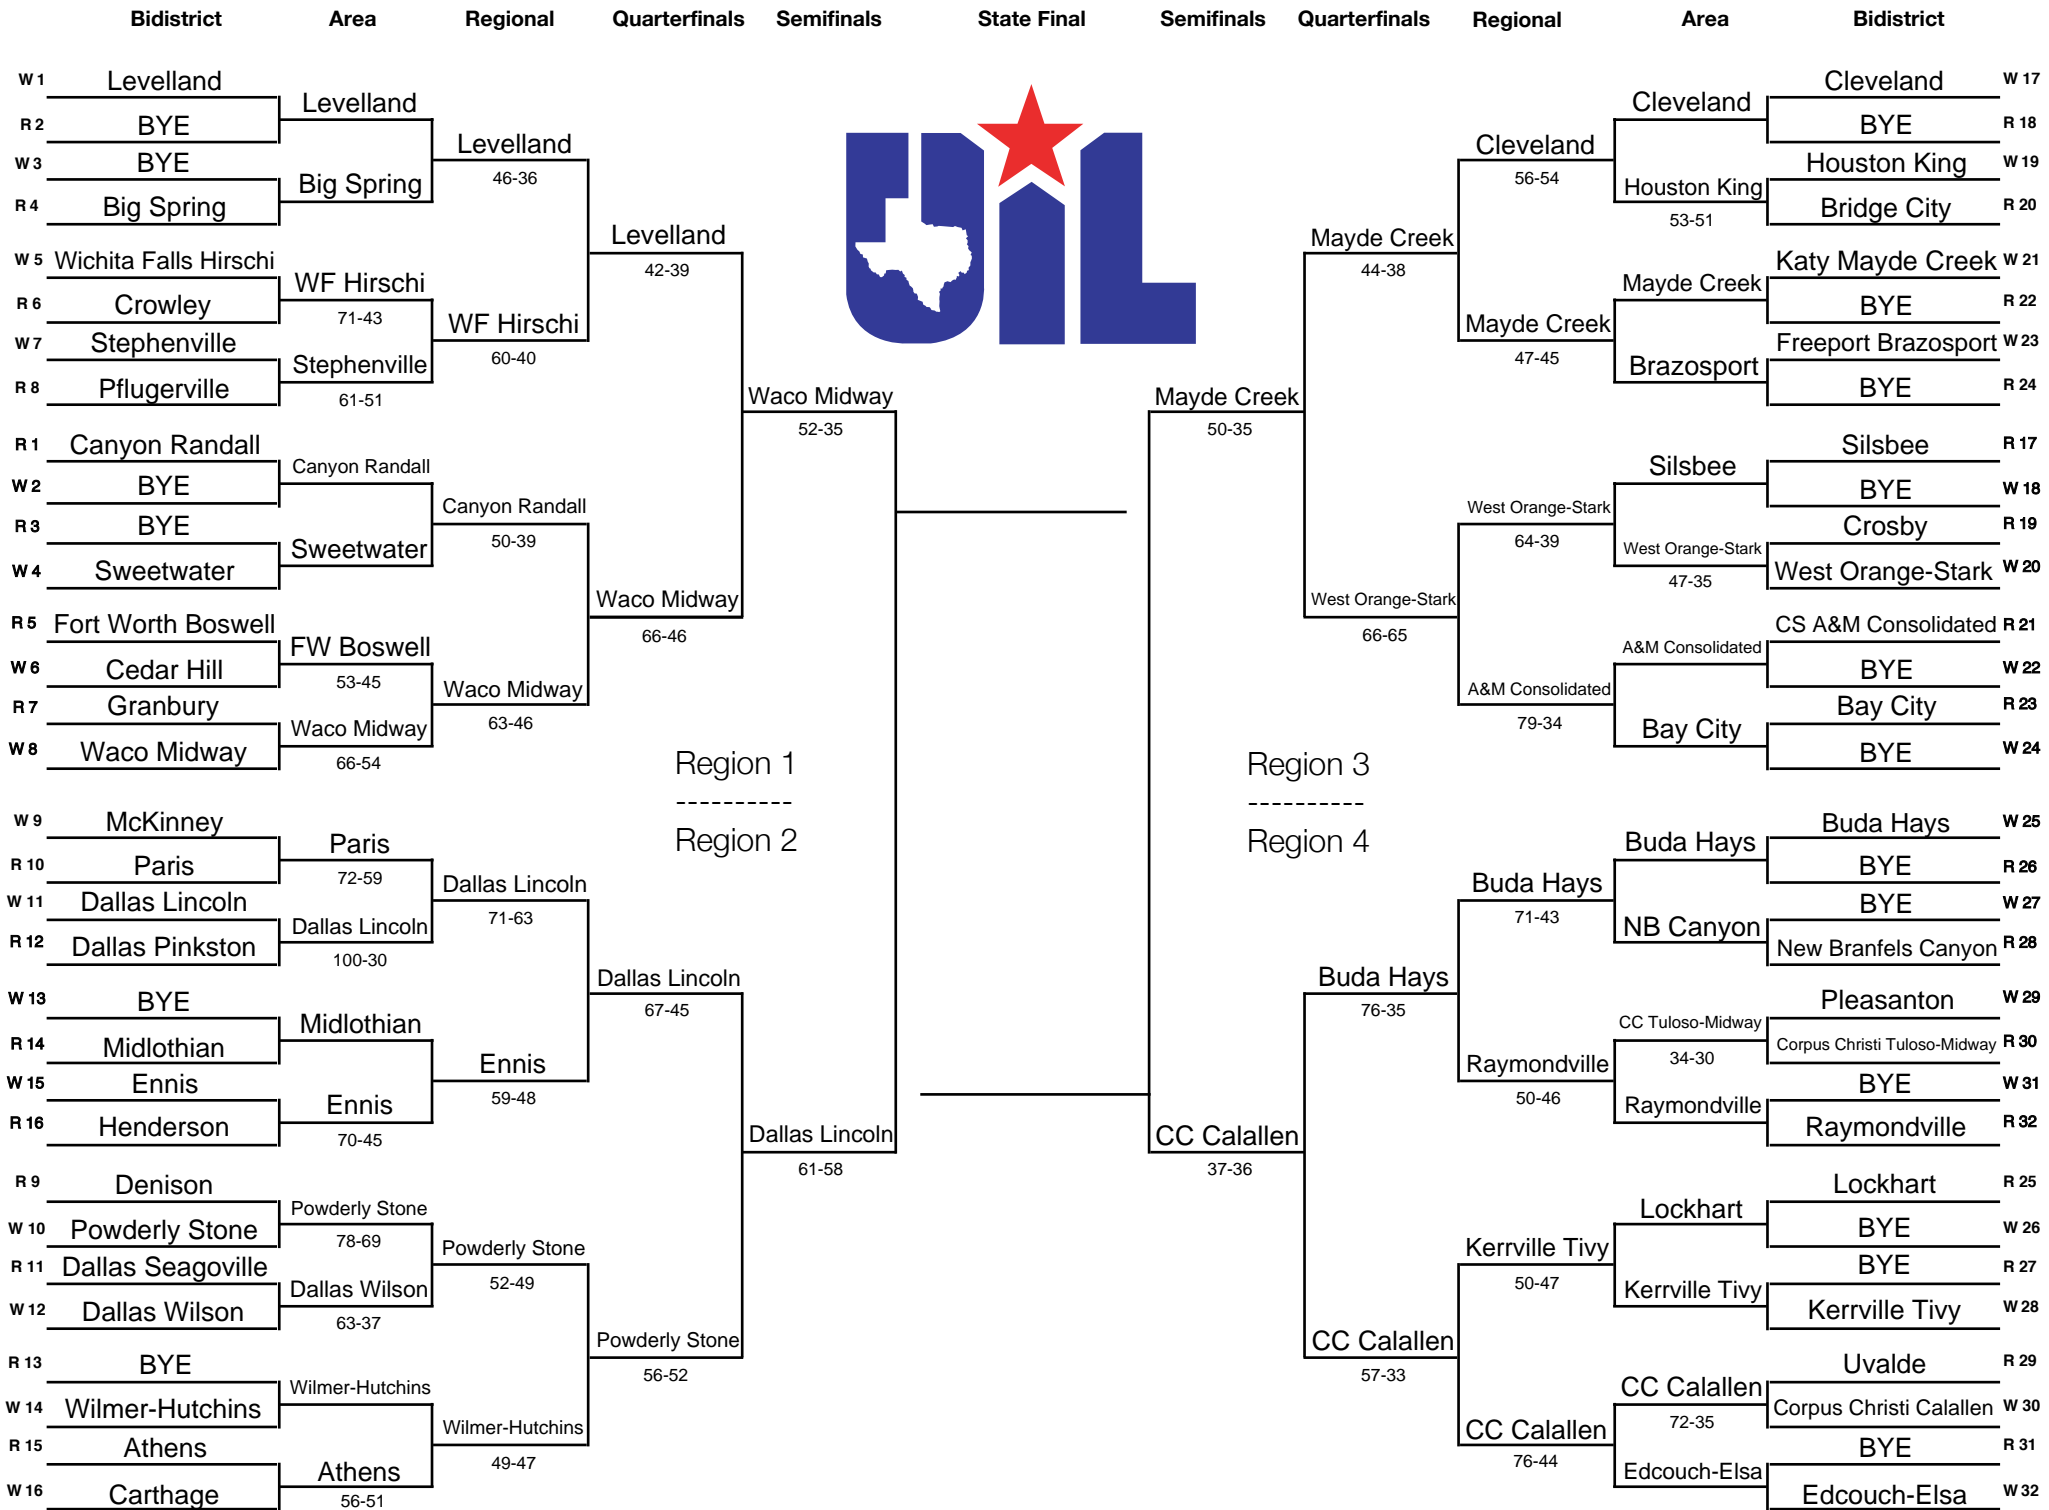 Bidistrict Area Regional Quarterfinals Semifinals State Final Semifinals Quarterfinals Regional Area Bidistrict
W 1 Levelland
R 2 BYE
W 3 BYE
R 4 Big Spring
W 5 Wichita Falls Hirschi
R 6 Crowley
W 7 Stephenville
R 8 Pflugerville
R 1 Canyon Randall
W 2 BYE
R 3 BYE
W 4 Sweetwater
R 5 Fort Worth Boswell
W 6 Cedar Hill
R 7 Granbury
W 8 Waco Midway
W 9 McKinney
R 10 Paris
W 11 Dallas Lincoln
R 12 Dallas Pinkston
W 13 BYE
R 14 Midlothian
W 15 Ennis
R 16 Henderson
R 9 Denison
W 10 Powderly Stone
R 11 Dallas Seagoville
W 12 Dallas Wilson
R 13 BYE
W 14 Wilmer-Hutchins
R 15 Athens
W 16 Carthage
Levelland
Big Spring
WF Hirschi
71-43
Stephenville
61-51
Canyon Randall
Sweetwater
FW Boswell
53-45
Waco Midway
66-54
Paris
72-59
Dallas Lincoln
100-30
Midlothian
Ennis
70-45
Powderly Stone
78-69
Dallas Wilson
63-37
Wilmer-Hutchins
Athens
56-51
Levelland
46-36
WF Hirschi
60-40
Canyon Randall
50-39
Waco Midway
63-46
Dallas Lincoln
71-63
Ennis
59-48
Powderly Stone
52-49
Wilmer-Hutchins
49-47
Levelland
42-39
Waco Midway
66-46
Region 1
----------
Region 2
Dallas Lincoln
67-45
Powderly Stone
56-52
Waco Midway
52-35
Dallas Lincoln
61-58
UIL
Mayde Creek
50-35
CC Calallen
37-36
Mayde Creek
44-38
West Orange-Stark
66-65
Region 3
----------
Region 4
Buda Hays
76-35
CC Calallen
57-33
Cleveland
56-54
Mayde Creek
47-45
West Orange-Stark
64-39
A&M Consolidated
79-34
Buda Hays
71-43
Raymondville
50-46
Kerrville Tivy
50-47
CC Calallen
76-44
Cleveland
Houston King
53-51
Mayde Creek
Brazosport
Silsbee
West Orange-Stark
47-35
A&M Consolidated
Bay City
Buda Hays
NB Canyon
CC Tuloso-Midway
34-30
Raymondville
Lockhart
Kerrville Tivy
CC Calallen
72-35
Edcouch-Elsa
Cleveland W 17
BYE R 18
Houston King W 19
Bridge City R 20
Katy Mayde Creek W 21
BYE R 22
Freeport Brazosport W 23
BYE R 24
Silsbee R 17
BYE W 18
Crosby R 19
West Orange-Stark W 20
CS A&M Consolidated R 21
BYE W 22
Bay City R 23
BYE W 24
Buda Hays W 25
BYE R 26
BYE W 27
New Branfels Canyon R 28
Pleasanton W 29
Corpus Christi Tuloso-Midway R 30
BYE W 31
Raymondville R 32
Lockhart R 25
BYE W 26
BYE R 27
Kerrville Tivy W 28
Uvalde R 29
Corpus Christi Calallen W 30
BYE R 31
Edcouch-Elsa W 32